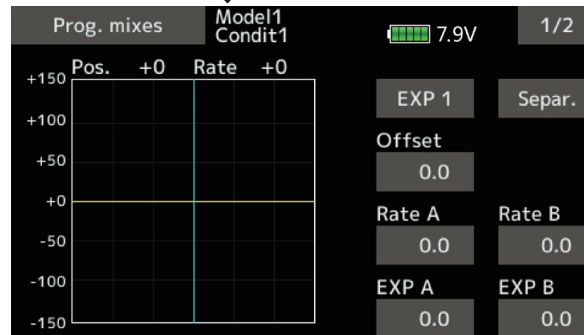 Prog. mixes
Model1
Condit1
7.9V
1/2
Pos. +0 Rate +0
+150
+100
+50
+0
-50
-100
-150
EXP 1
Separ.
Offset
0.0
Rate A
Rate B
0.0
0.0
EXP A
EXP B
0.0
0.0